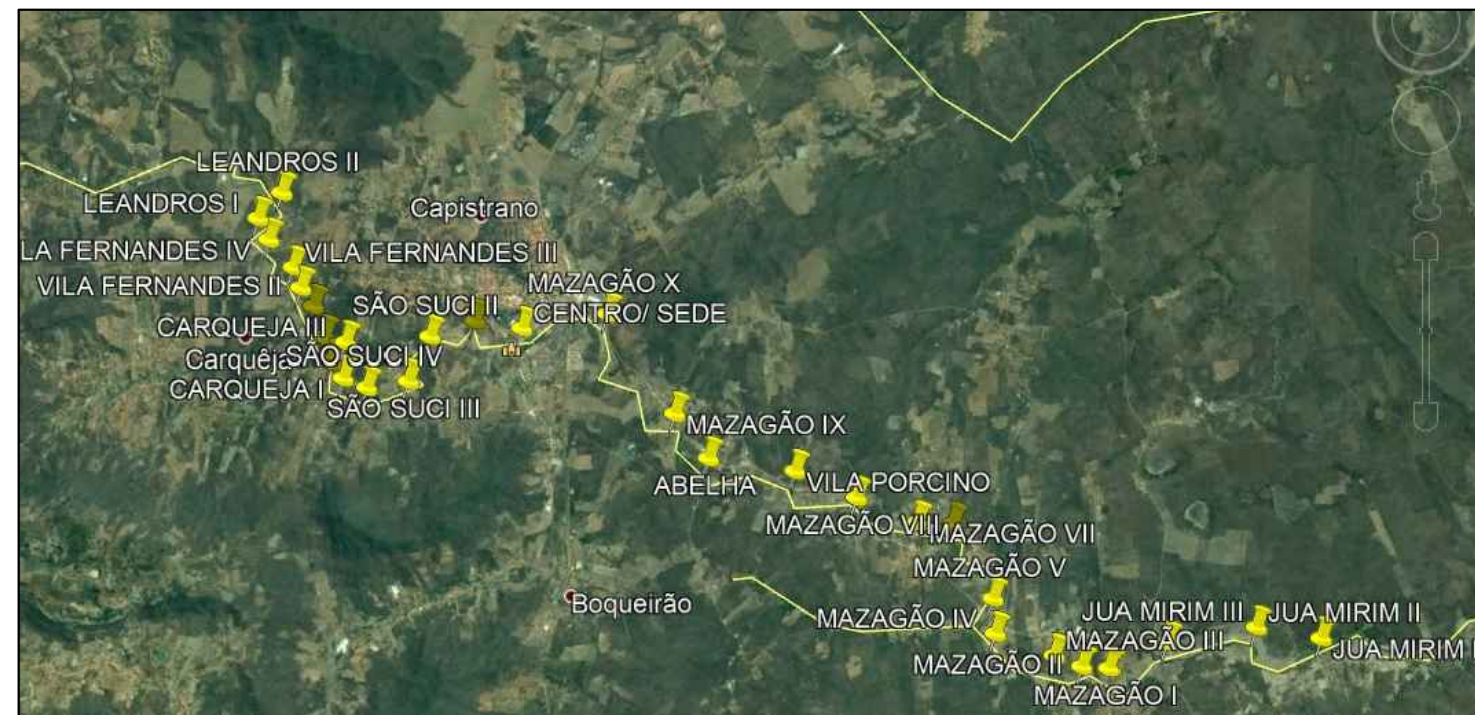 LEANDROS II
LEANDROS I
Capistrano
LA FERNANDES IV
VILA FERNANDES III
VILA FERNANDES II
MAZAGÃO X
SÃO SUCI II
CENTRO/ SEDE
CARQUEJA III
SÃO SUCI IV
Carquêja
CARQUEJA I
SÃO SUCI III
MAZAGÃO IX
ABELHA
VILA PORCINO
MAZAGÃO VIII
MAZAGÃO VII
MAZAGÃO V
Boqueirão
MAZAGÃO IV
JUA MIRIM III
JUA MIRIM II
MAZAGÃO III
JUA MIRIM I
MAZAGÃO II
MAZAGÃO I